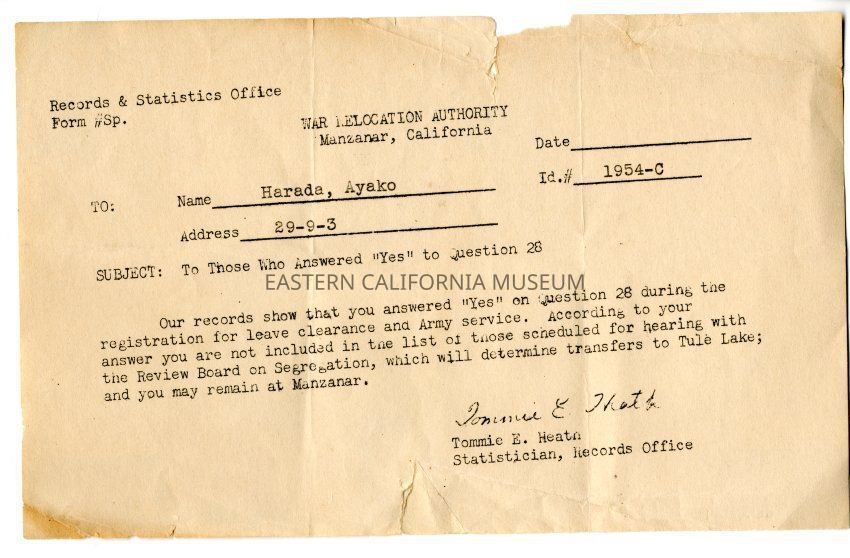 Records & Statistics Office
Form #Sp.
WAR RELOCATION AUTHORITY
Manzanar, California
Date
Id.# 1954-C
TO: Name Harada, Ayako
Address 29-9-3
SUBJECT: To Those Who Answered "Yes" to Question 28
EASTERN CALIFORNIA MUSEUM
Our records show that you answered "Yes" on Question 28 during the
registration for leave clearance and Army service. According to your
answer you are not included in the list of those scheduled for hearing with
the Review Board on Segregation, which will determine transfers to Tule Lake;
and you may remain at Manzanar.
Tommie E. Heath
Tommie E. Heath
Statistician, Records Office